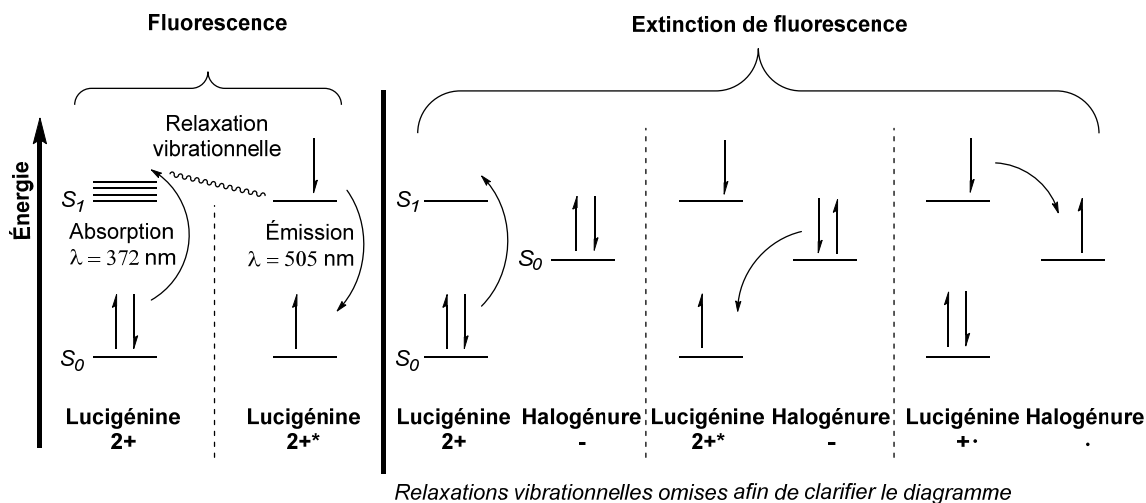 Fluorescence
Extinction de fluorescence
Énergie
Relaxation
vibrationnelle
S1
Absorption
λ = 372 nm
S0
Émission
λ = 505 nm
Lucigénine
2+
Lucigénine
2+*
S1
S0
S0
Lucigénine
2+
Halogénure
-
Lucigénine
2+*
Halogénure
-
Lucigénine
+·
Halogénure
·
Relaxations vibrationnelles omises afin de clarifier le diagramme